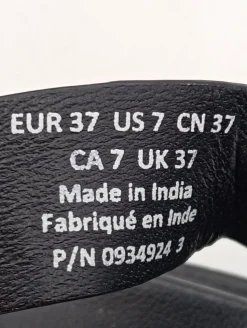 EUR 37 US 7 CN 37
CA 7 UK 37
Made in India
Fabriqué en Inde
P/N 0934924 3